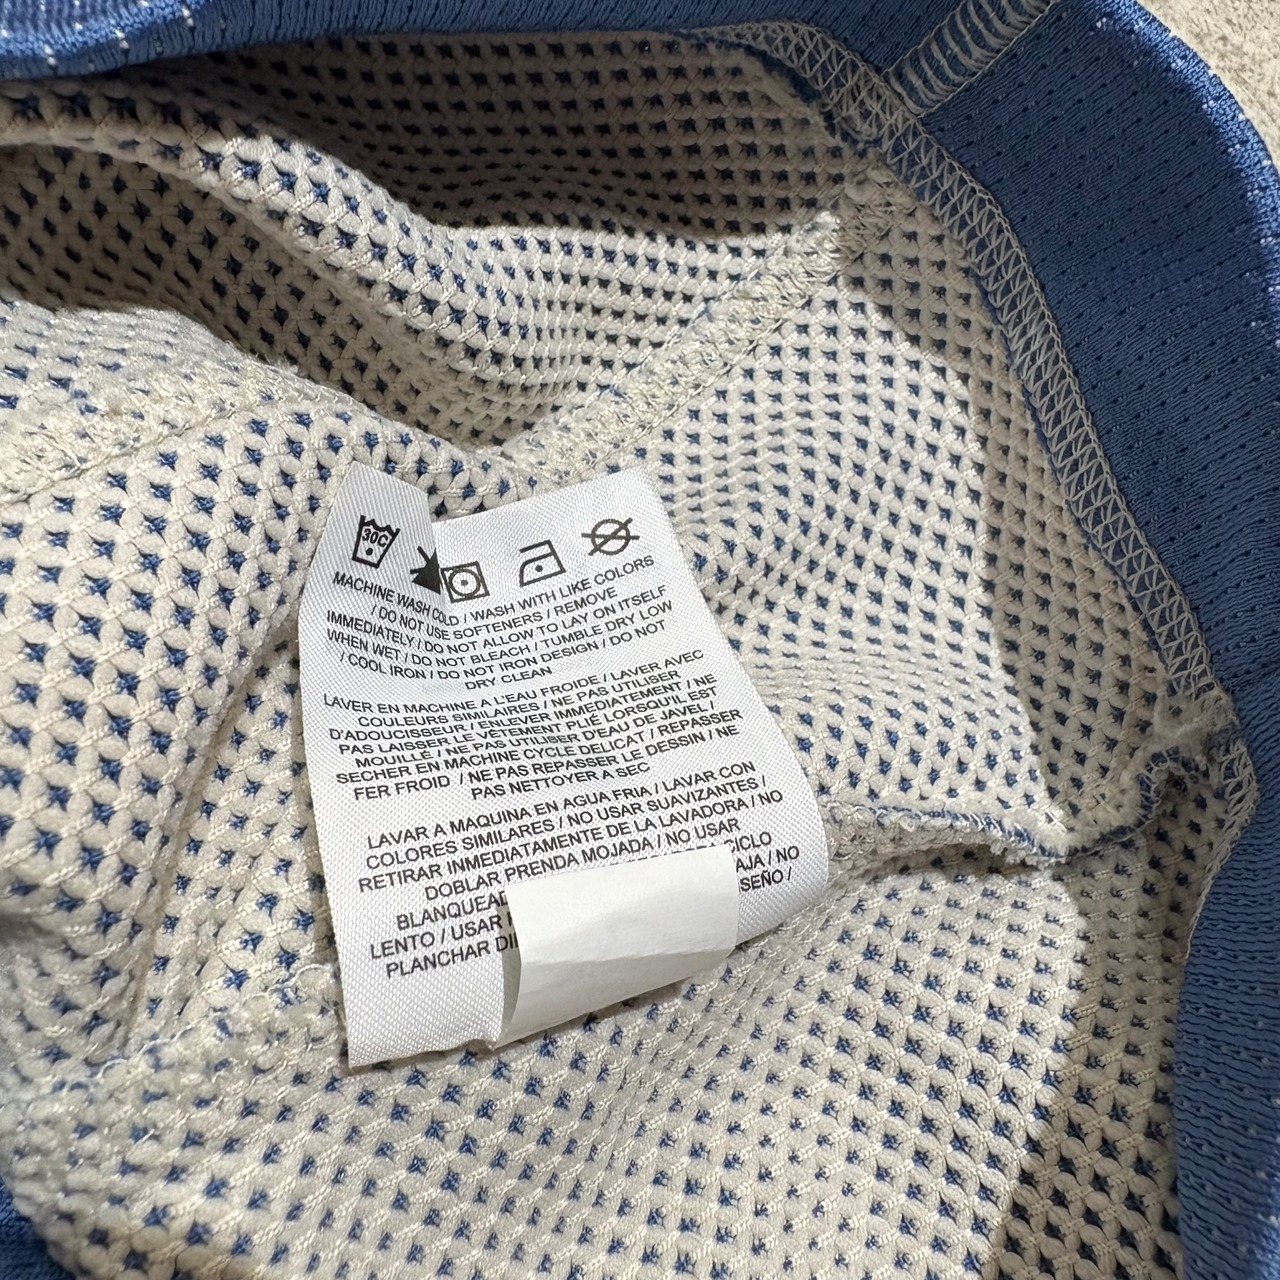 30C
MACHINE WASH COLD / WASH WITH LIKE COLORS
/ DO NOT USE SOFTENERS / REMOVE
IMMEDIATELY / DO NOT ALLOW TO LAY ON ITSELF
WHEN WET / DO NOT BLEACH / TUMBLE DRY LOW
/ COOL IRON / DO NOT IRON DESIGN / DO NOT
DRY CLEAN
LAVER EN MACHINE A L'EAU FROIDE / LAVER AVEC
COULEURS SIMILAIRES / NE PAS UTILISER
D'ADOUCISSEUR / ENLEVER IMMEDIATEMENT / NE
PAS LAISSER LE VÉTEMENT PLIÉ LORSQU'IL EST
MOUILLÉ / NE PAS UTILISER D'EAU DE JAVEL /
SECHER EN MACHINE CYCLE DELICAT / REPASSER
FER FROID / NE PAS REPASSER LE DESSIN / NE
PAS NETTOYER A SEC
LAVAR A MAQUINA EN AGUA FRIA / LAVAR CON
COLORES SIMILARES / NO USAR SUAVIZANTES /
RETIRAR INMEDIATAMENTE DE LA LAVADORA / NO
DOBLAR PRENDA MOJADA / NO USAR
BLANQUEAD CICLO
LENTO / USAR AJA / NO
PLANCHAR DI SEÑO /